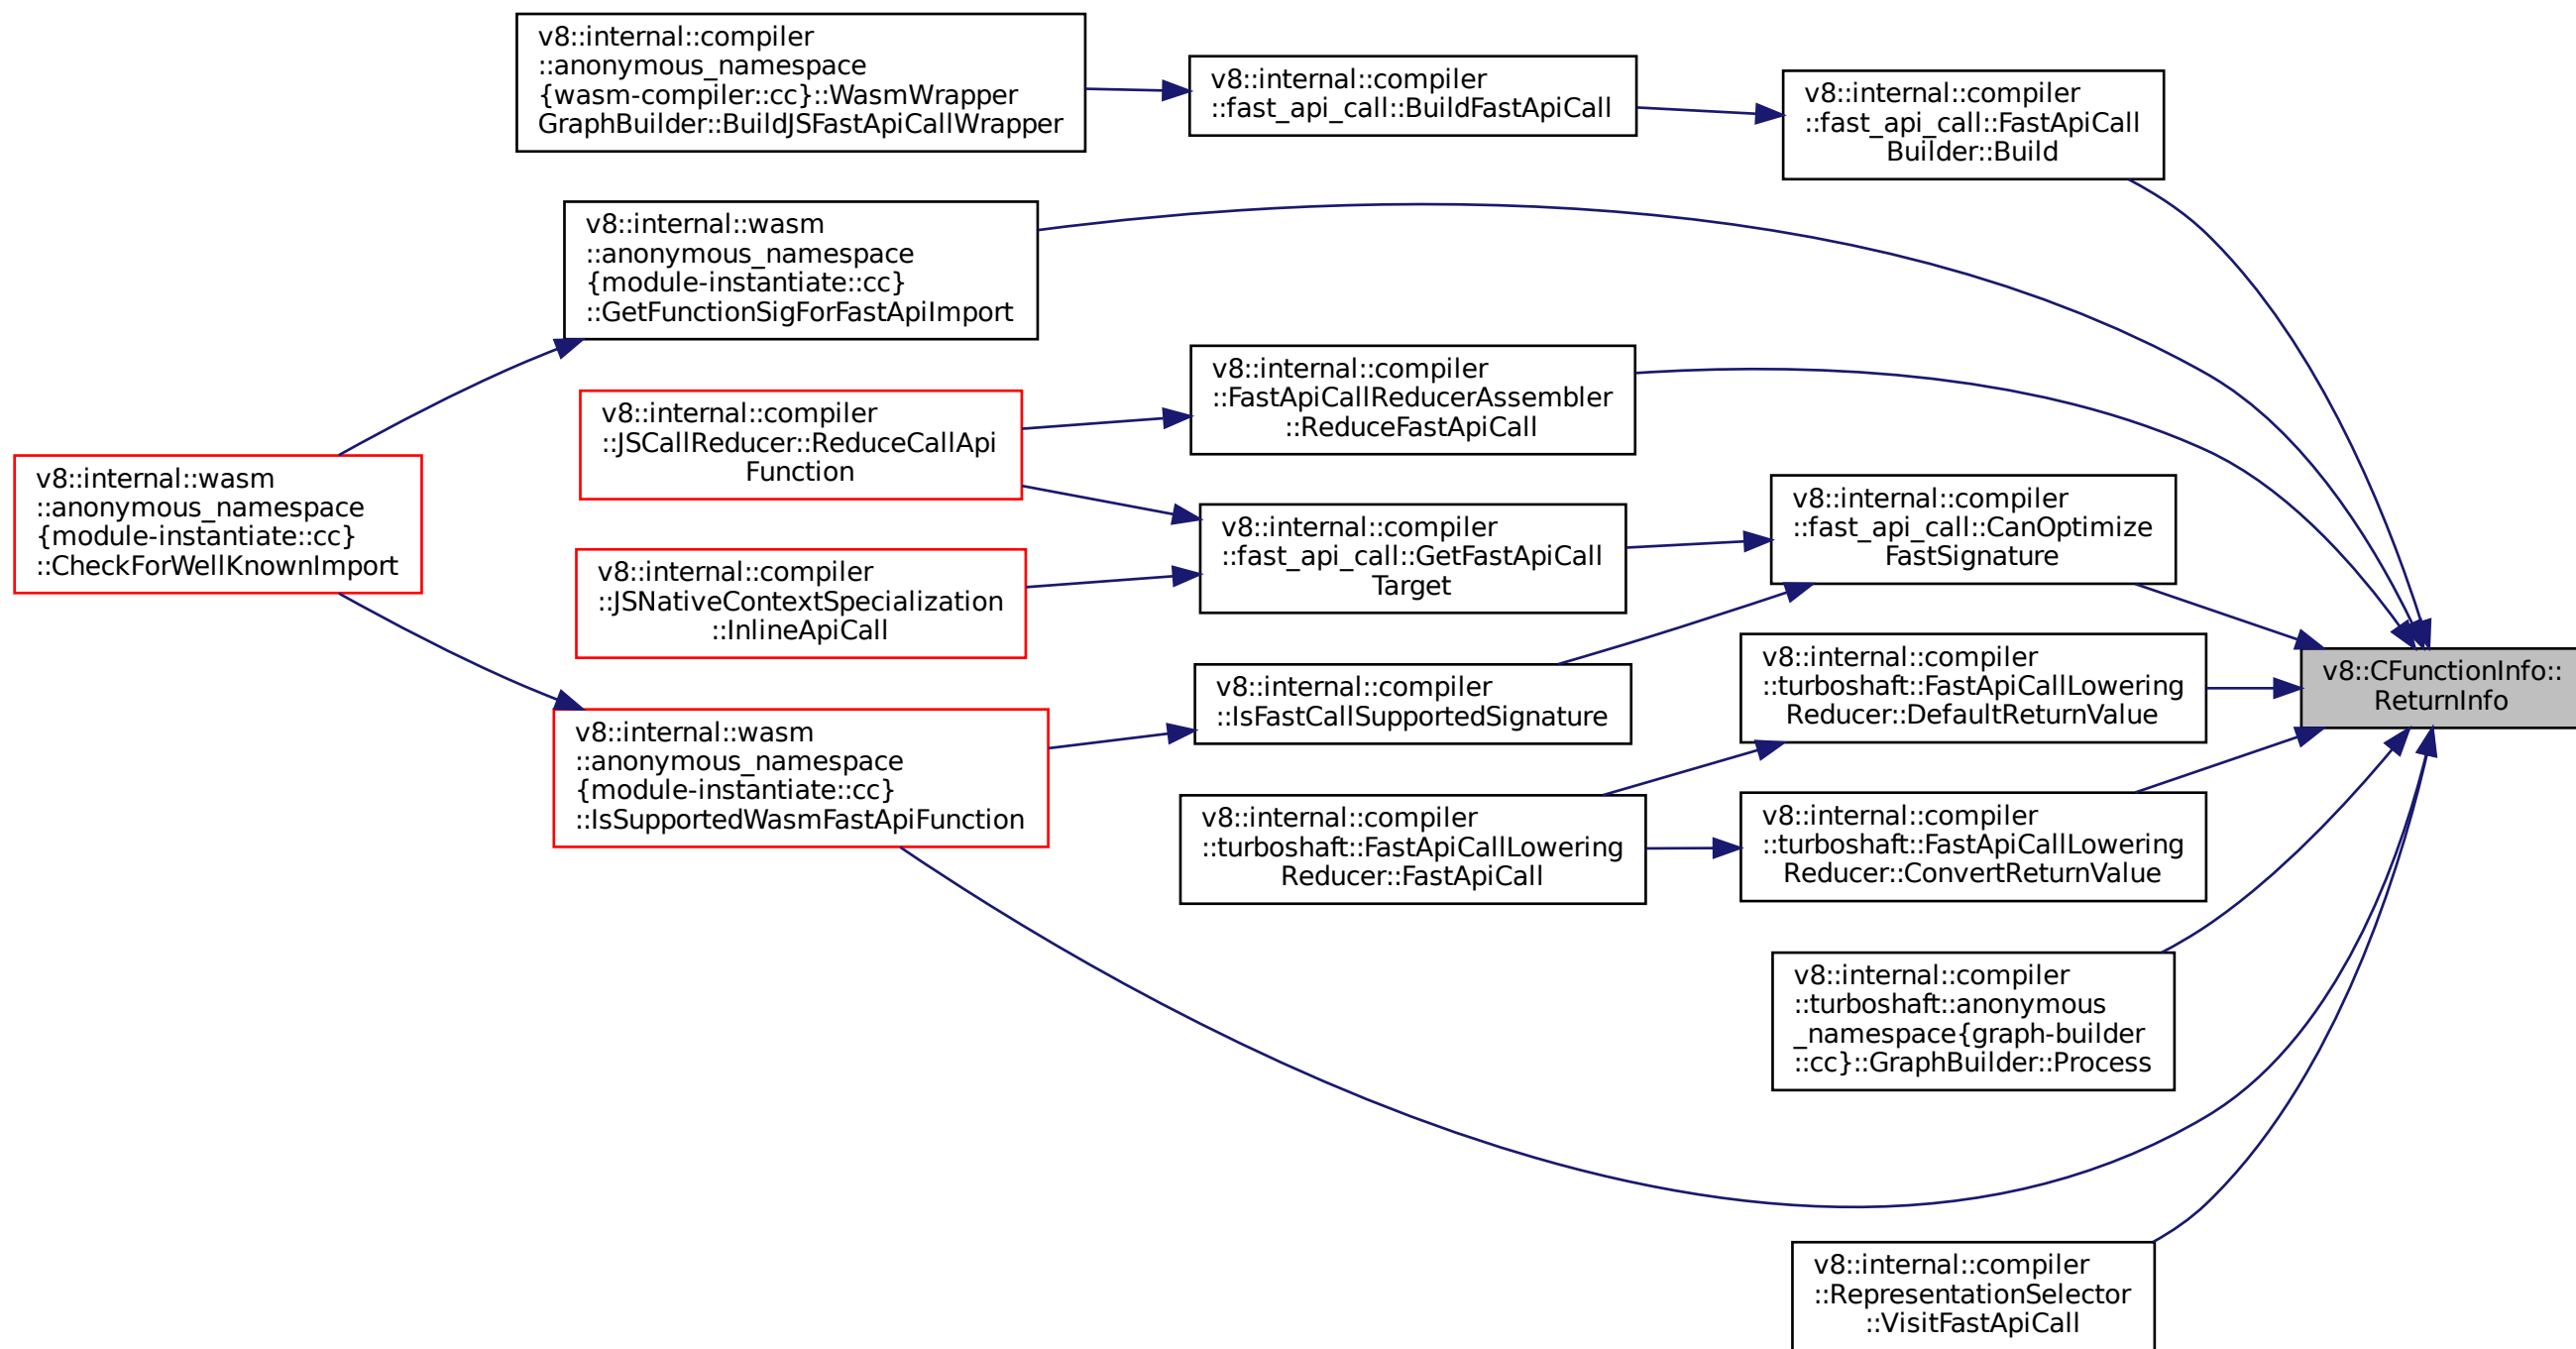 v8::internal::compiler
::anonymous_namespace
{wasm-compiler::cc}::WasmWrapper
GraphBuilder::BuildJSFastApiCallWrapper
v8::internal::compiler
::fast_api_call::BuildFastApiCall
v8::internal::compiler
::fast_api_call::FastApiCall
Builder::Build
v8::internal::wasm
::anonymous_namespace
{module-instantiate::cc}
::GetFunctionSigForFastApiImport
v8::internal::compiler
::FastApiCallReducerAssembler
::ReduceFastApiCall
v8::internal::compiler
::JSCallReducer::ReduceCallApi
Function
v8::internal::wasm
::anonymous_namespace
{module-instantiate::cc}
::CheckForWellKnownImport
v8::internal::compiler
::fast_api_call::CanOptimize
FastSignature
v8::internal::compiler
::fast_api_call::GetFastApiCall
Target
v8::internal::compiler
::JSNativeContextSpecialization
::InlineApiCall
v8::internal::compiler
::turboshaft::FastApiCallLowering
Reducer::DefaultReturnValue
v8::CFunctionInfo::
ReturnInfo
v8::internal::compiler
::IsFastCallSupportedSignature
v8::internal::wasm
::anonymous_namespace
{module-instantiate::cc}
::IsSupportedWasmFastApiFunction
v8::internal::compiler
::turboshaft::FastApiCallLowering
Reducer::FastApiCall
v8::internal::compiler
::turboshaft::FastApiCallLowering
Reducer::ConvertReturnValue
v8::internal::compiler
::turboshaft::anonymous
_namespace{graph-builder
::cc}::GraphBuilder::Process
v8::internal::compiler
::RepresentationSelector
::VisitFastApiCall